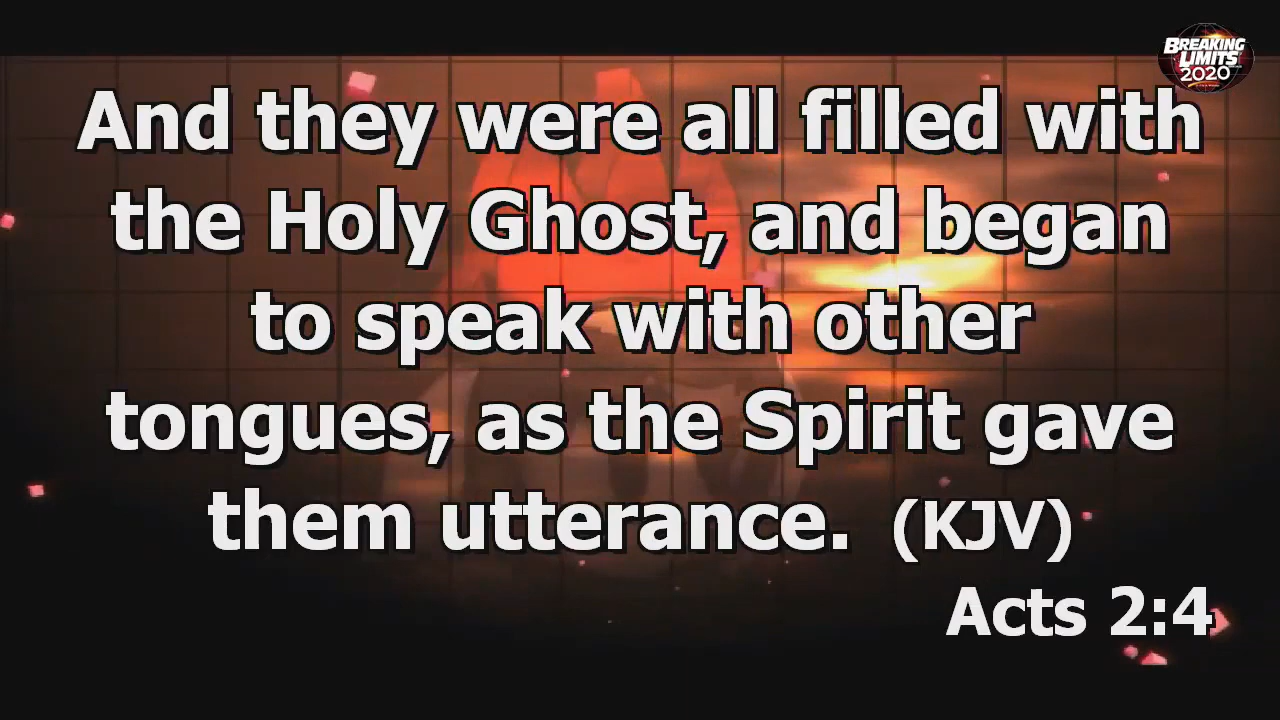 BREAKING
LIMITS
2020
And they were all filled with
the Holy Ghost, and began
to speak with other
tongues, as the Spirit gave
them utterance. (KJV)
Acts 2:4